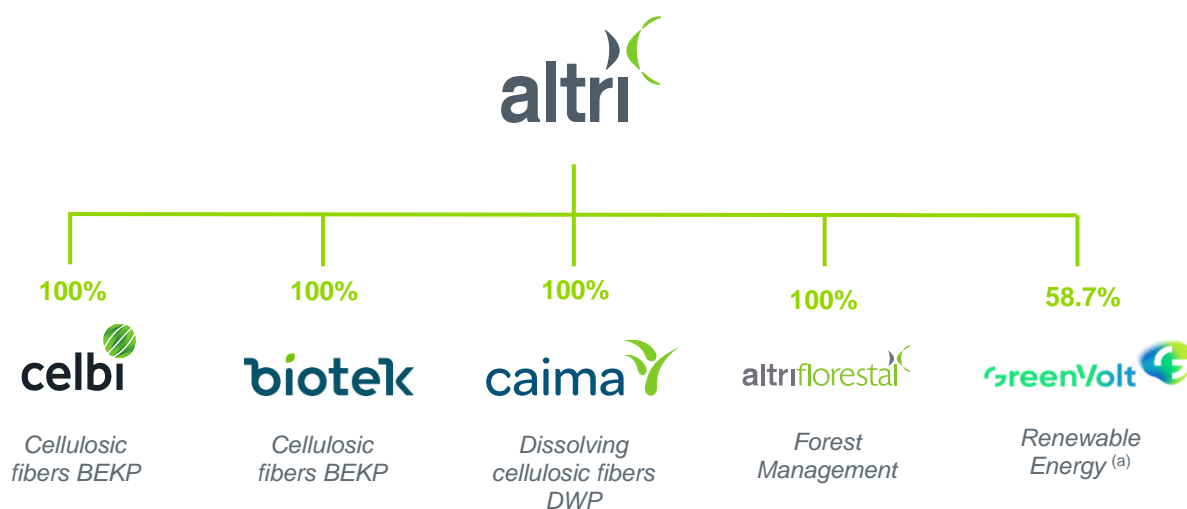 altri
100%
100%
100%
100%
58.7%
celbi
biotek
caima
altriflorestal
GreenVolt
Cellulosic
fibers BEKP
Cellulosic
fibers BEKP
Dissolving
cellulosic fibers
DWP
Forest
Management
Renewable
Energy (a)